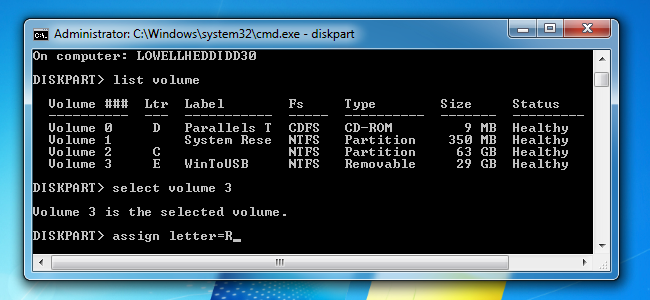 Administrator: C:\Windows\system32\cmd.exe - diskpart
On computer: LOWELLHEDDIDD30
DISKPART> list volume
Volume ### Ltr Label Fs Type Size Status
---------- --- ----------- ----- ---------- ------- ---------
Volume 0 D Parallels T CDFS CD-ROM 9 MB Healthy
Volume 1 System Rese NTFS Partition 350 MB Healthy
Volume 2 C NTFS Partition 63 GB Healthy
Volume 3 E WinToUSB NTFS Removable 29 GB Healthy
DISKPART> select volume 3
Volume 3 is the selected volume.
DISKPART> assign letter=R_